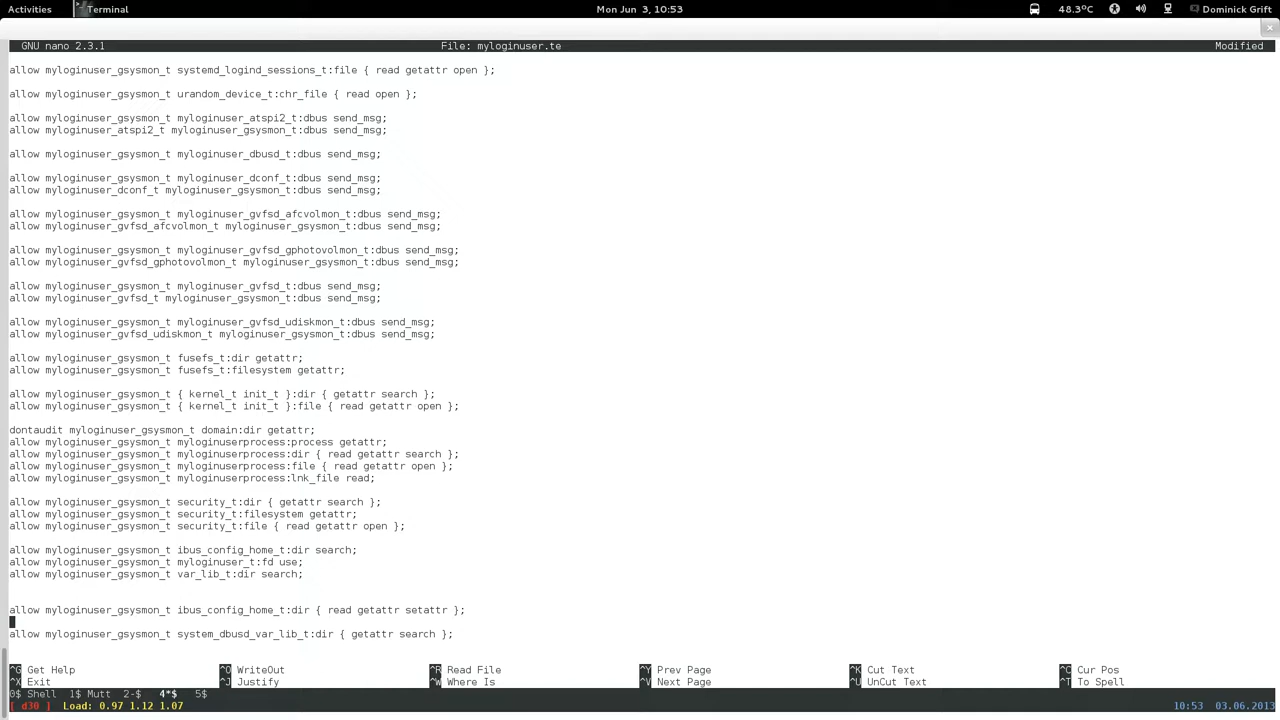 Activities Terminal Mon Jun 3, 10:53 48.3°C Dominick Grift
GNU nano 2.3.1 File: myloginuser.te Modified
allow myloginuser_gsysmon_t systemd_logind_sessions_t:file { read getattr open };
allow myloginuser_gsysmon_t urandom_device_t:chr_file { read open };
allow myloginuser_gsysmon_t myloginuser_atspi2_t:dbus send_msg;
allow myloginuser_atspi2_t myloginuser_gsysmon_t:dbus send_msg;
allow myloginuser_gsysmon_t myloginuser_dbusd_t:dbus send_msg;
allow myloginuser_gsysmon_t myloginuser_dconf_t:dbus send_msg;
allow myloginuser_dconf_t myloginuser_gsysmon_t:dbus send_msg;
allow myloginuser_gsysmon_t myloginuser_gvfsd_afcvolmon_t:dbus send_msg;
allow myloginuser_gvfsd_afcvolmon_t myloginuser_gsysmon_t:dbus send_msg;
allow myloginuser_gsysmon_t myloginuser_gvfsd_gphotovolmon_t:dbus send_msg;
allow myloginuser_gvfsd_gphotovolmon_t myloginuser_gsysmon_t:dbus send_msg;
allow myloginuser_gsysmon_t myloginuser_gvfsd_t:dbus send_msg;
allow myloginuser_gvfsd_t myloginuser_gsysmon_t:dbus send_msg;
allow myloginuser_gsysmon_t myloginuser_gvfsd_udiskmon_t:dbus send_msg;
allow myloginuser_gvfsd_udiskmon_t myloginuser_gsysmon_t:dbus send_msg;
allow myloginuser_gsysmon_t fusefs_t:dir getattr;
allow myloginuser_gsysmon_t fusefs_t:filesystem getattr;
allow myloginuser_gsysmon_t { kernel_t init_t }:dir { getattr search };
allow myloginuser_gsysmon_t { kernel_t init_t }:file { read getattr open };
dontaudit myloginuser_gsysmon_t domain:dir getattr;
allow myloginuser_gsysmon_t myloginuserprocess:process getattr;
allow myloginuser_gsysmon_t myloginuserprocess:dir { read getattr search };
allow myloginuser_gsysmon_t myloginuserprocess:file { read getattr open };
allow myloginuser_gsysmon_t myloginuserprocess:lnk_file read;
allow myloginuser_gsysmon_t security_t:dir { getattr search };
allow myloginuser_gsysmon_t security_t:filesystem getattr;
allow myloginuser_gsysmon_t security_t:file { read getattr open };
allow myloginuser_gsysmon_t ibus_config_home_t:dir search;
allow myloginuser_gsysmon_t myloginuser_t:fd use;
allow myloginuser_gsysmon_t var_lib_t:dir search;
allow myloginuser_gsysmon_t ibus_config_home_t:dir { read getattr setattr };
allow myloginuser_gsysmon_t system_dbusd_var_lib_t:dir { getattr search };
^G Get Help ^O WriteOut ^R Read File ^Y Prev Page ^K Cut Text ^C Cur Pos
^X Exit ^J Justify ^W Where Is ^V Next Page ^U UnCut Text ^T To Spell
0$ Shell 1$ Mutt 2-$ 4*$ 5$
[ d30 ] Load: 0.97 1.12 1.07 10:53 03.06.2013